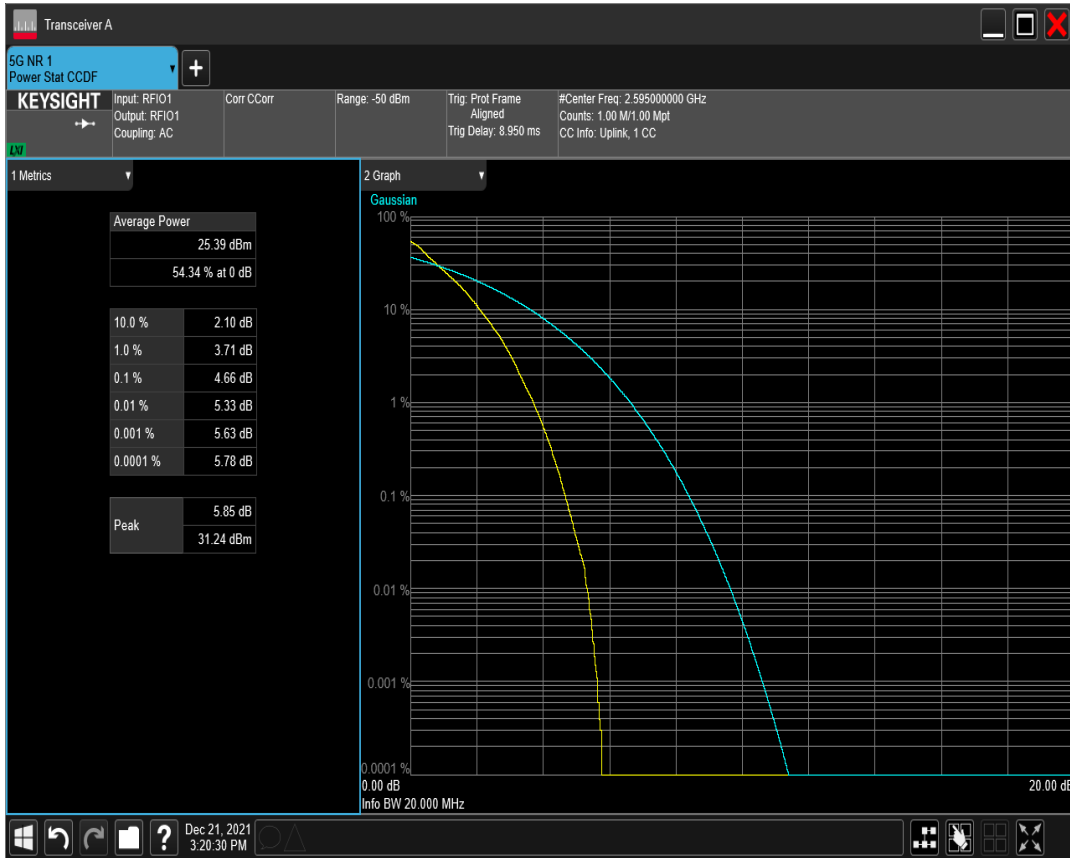 Transceiver A
5G NR 1
Power Stat CCDF
+
KEYSIGHT
LXI
Input: RFIO1
Output: RFIO1
Coupling: AC
Corr CCorr
Range: -50 dBm
Trig: Prot Frame
Aligned
Trig Delay: 8.950 ms
#Center Freq: 2.595000000 GHz
Counts: 1.00 M/1.00 Mpt
CC Info: Uplink, 1 CC
1 Metrics
Average Power
25.39 dBm
54.34 % at 0 dB
10.0 % 2.10 dB
1.0 % 3.71 dB
0.1 % 4.66 dB
0.01 % 5.33 dB
0.001 % 5.63 dB
0.0001 % 5.78 dB
Peak
5.85 dB
31.24 dBm
2 Graph
Gaussian
100 %
10 %
1 %
0.1 %
0.01 %
0.001 %
0.0001 %
0.00 dB 20.00 dB
Info BW 20.000 MHz
?
Dec 21, 2021
3:20:30 PM